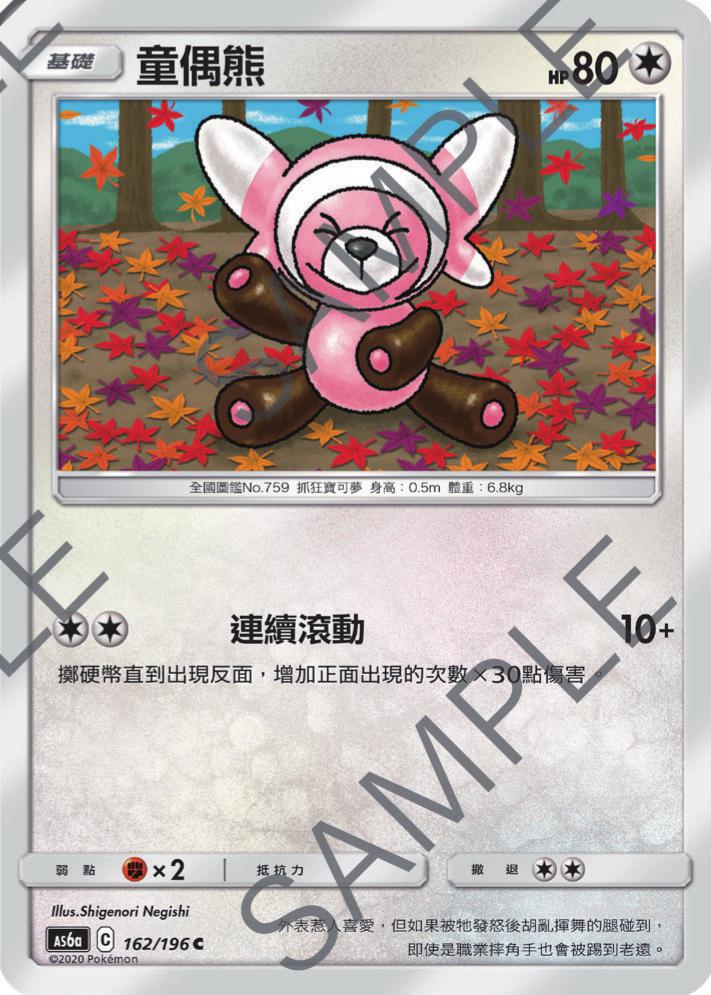 基礎 童偶熊 HP 80
全國圖鑑No.759 抓狂寶可夢 身高：0.5m 體重：6.8kg
連續滾動 10+
擲硬幣直到出現反面，增加正面出現的次數×30點傷害。
弱點 ×2 抵抗力 撤退
Illus.Shigenori Negishi
外表惹人喜愛，但如果被牠發怒後胡亂揮舞的腿碰到，
AS6a C 162/196 C
即使是職業摔角手也會被踢到老遠。
©2020 Pokémon
SAMPLE
SAMPLE